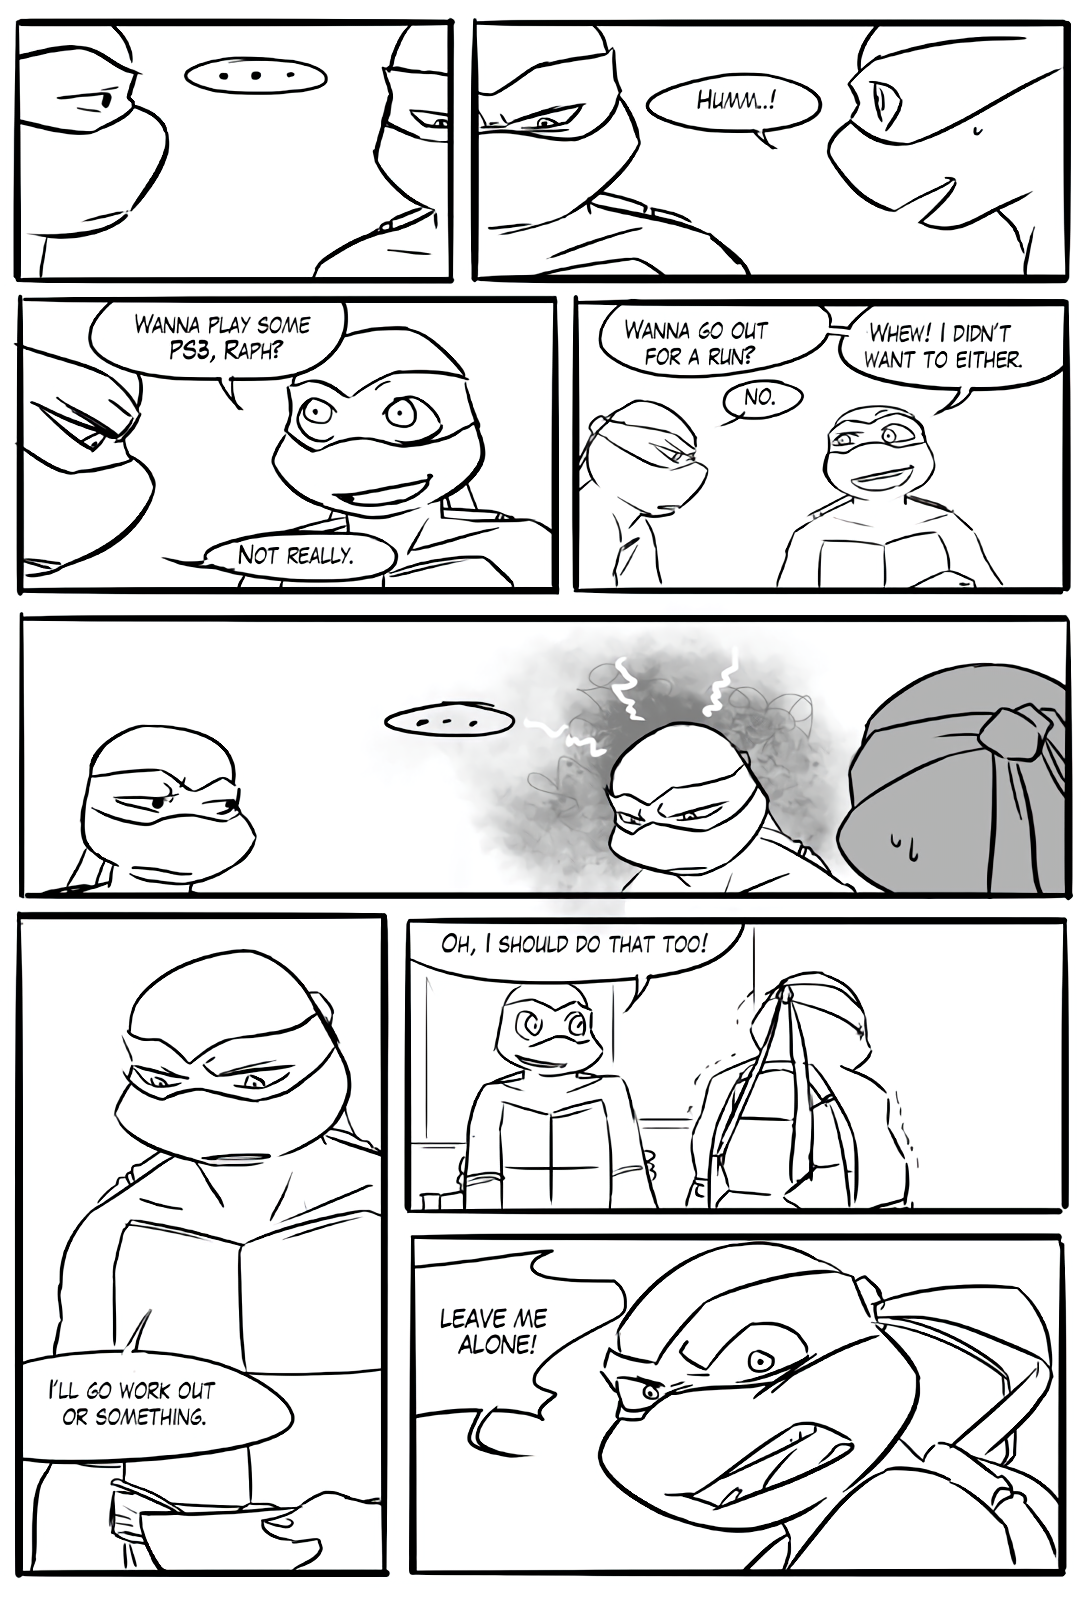 . . .
HUMM..!
WANNA PLAY SOME
PS3, RAPH?
NOT REALLY.
WANNA GO OUT
FOR A RUN?
NO.
WHEW! I DIDN'T
WANT TO EITHER.
. . .
I'LL GO WORK OUT
OR SOMETHING.
OH, I SHOULD DO THAT TOO!
LEAVE ME
ALONE!